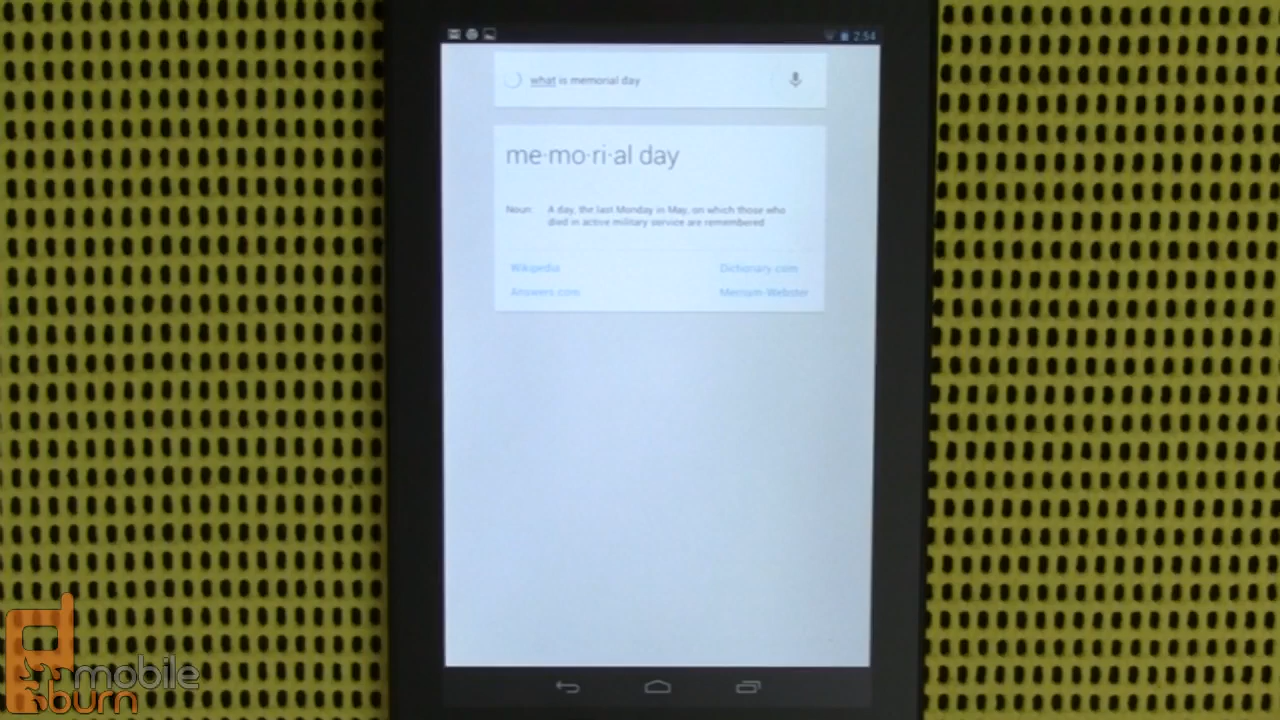 2:54
what is memorial day
me·mo·ri·al day
Noun: A day, the last Monday in May, on which those who
died in active military service are remembered
Wikipedia Dictionary.com
Answers.com Merriam-Webster
mobile
burn